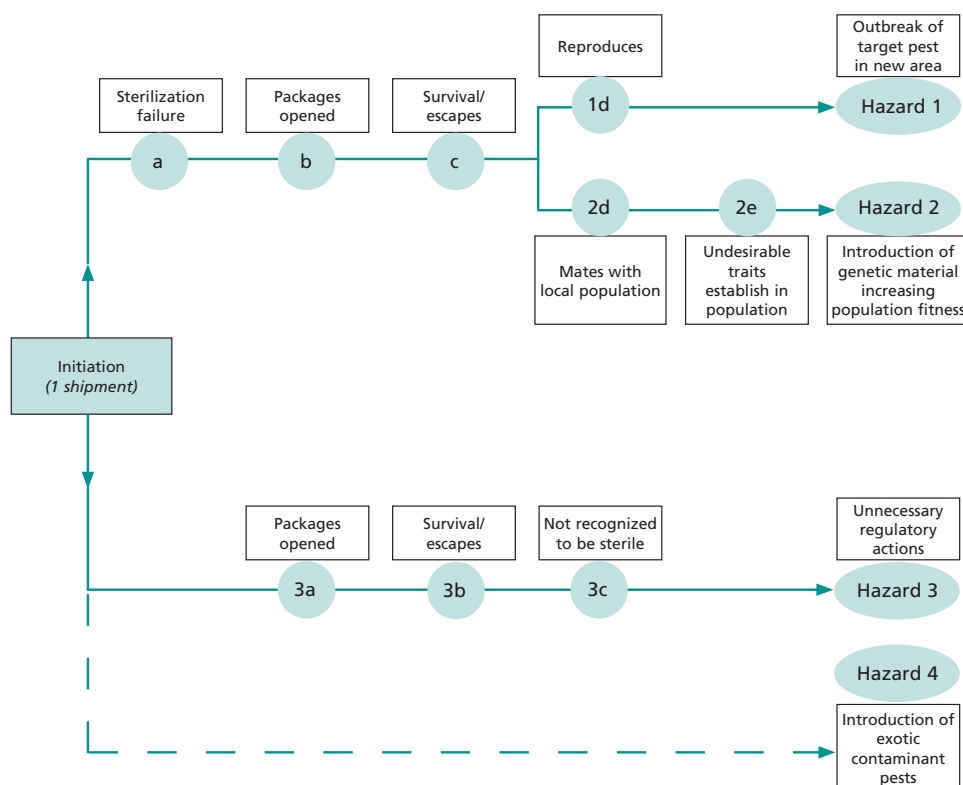 Reproduces
Outbreak of
target pest
in new area
Sterilization
failure
Packages
opened
Survival/
escapes
1d
Hazard 1
a
b
c
2d
2e
Hazard 2
Mates with
local population
Undesirable
traits
establish in
population
Introduction of
genetic material
increasing
population fitness
Initiation
(1 shipment)
Packages
opened
Survival/
escapes
Not recognized
to be sterile
Unnecessary
regulatory
actions
3a
3b
3c
Hazard 3
Hazard 4
Introduction of
exotic
contaminant
pests